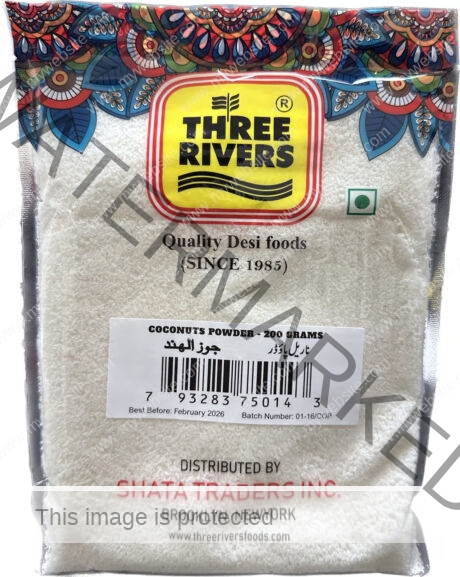 ®
THREE
RIVERS
Quality Desi foods
(SINCE 1985)
COCONUTS POWDER - 200 GRAMS
جوز الهند ناریل پاؤڈر
7 93283 75014 3
Best Before: February 2026 Batch Number: 01-16/COP
DISTRIBUTED BY
SHATA TRADERS INC.
BROOKLYN, NEW YORK
www.threeriversfoods.com
This image is protected
WATERMARKED